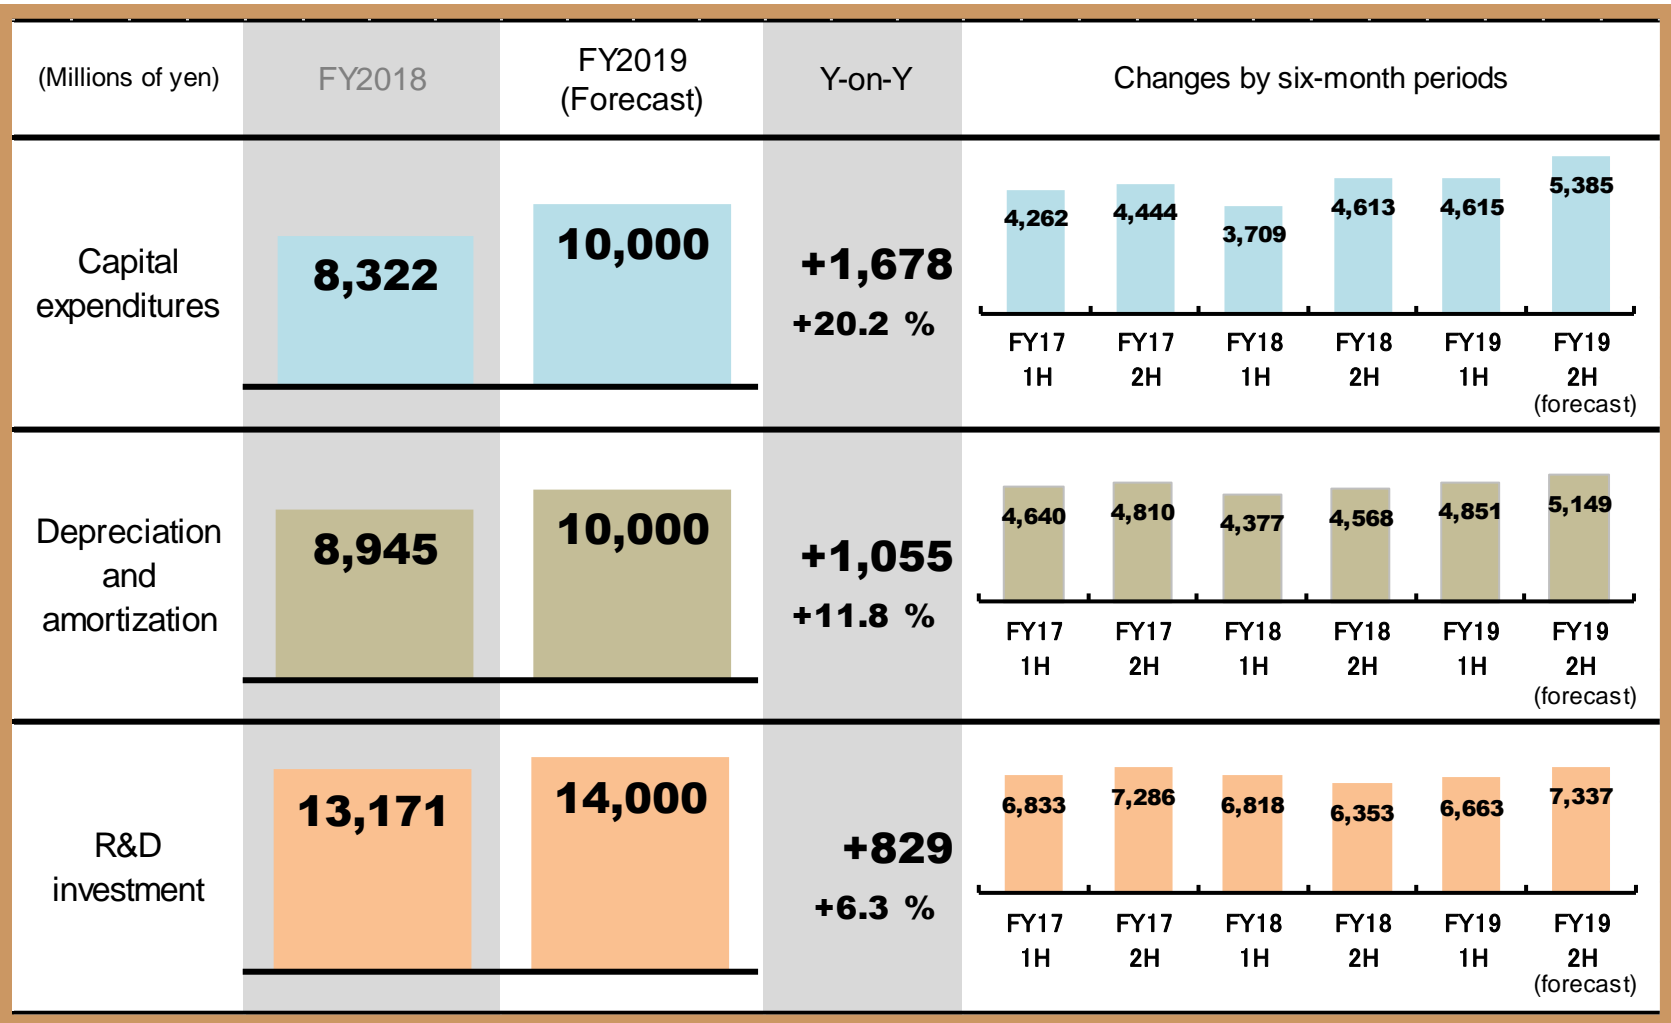 (Millions of yen)
FY2018
FY2019
(Forecast)
Y-on-Y
Changes by six-month periods
Capital
expenditures
8,322
10,000
+1,678
+20.2 %
4,262
4,444
3,709
4,613
4,615
5,385
FY17
1H
FY17
2H
FY18
1H
FY18
2H
FY19
1H
FY19
2H
(forecast)
Depreciation
and
amortization
8,945
10,000
+1,055
+11.8 %
4,640
4,810
4,377
4,568
4,851
5,149
FY17
1H
FY17
2H
FY18
1H
FY18
2H
FY19
1H
FY19
2H
(forecast)
R&D
investment
13,171
14,000
+829
+6.3 %
6,833
7,286
6,818
6,353
6,663
7,337
FY17
1H
FY17
2H
FY18
1H
FY18
2H
FY19
1H
FY19
2H
(forecast)